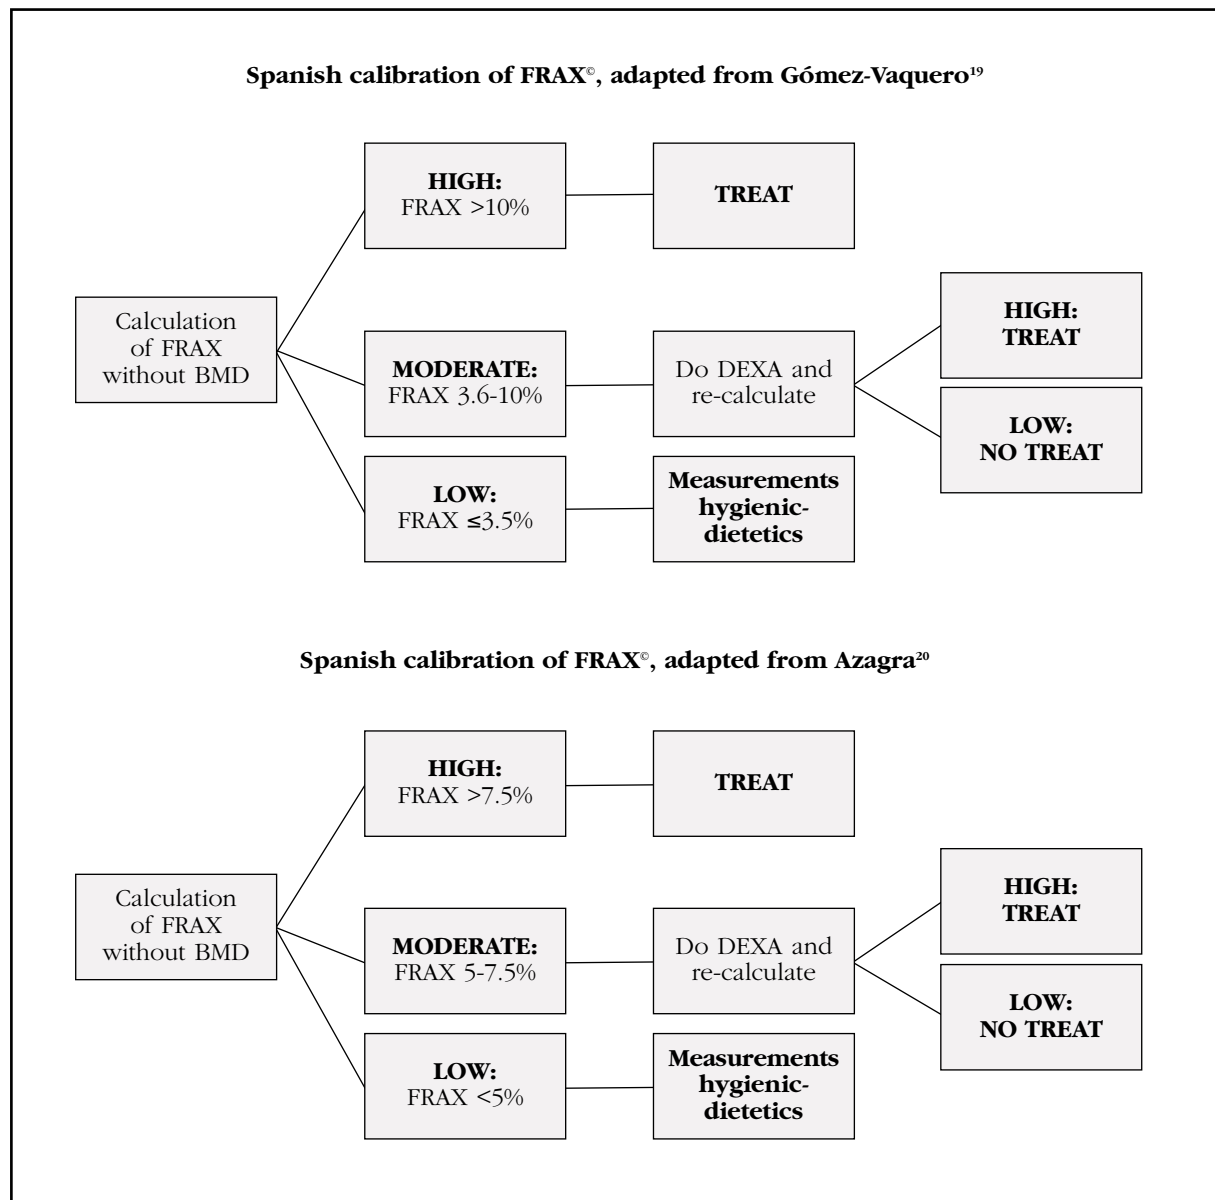 Spanish calibration of FRAX©, adapted from Gómez-Vaquero¹⁹
HIGH:
FRAX >10%
TREAT
Calculation
of FRAX
without BMD
MODERATE:
FRAX 3.6-10%
Do DEXA and
re-calculate
HIGH:
TREAT
LOW:
NO TREAT
LOW:
FRAX ≤3.5%
Measurements
hygienic-
dietetics
Spanish calibration of FRAX©, adapted from Azagra²⁰
HIGH:
FRAX >7.5%
TREAT
Calculation
of FRAX
without BMD
MODERATE:
FRAX 5-7.5%
Do DEXA and
re-calculate
HIGH:
TREAT
LOW:
NO TREAT
LOW:
FRAX <5%
Measurements
hygienic-
dietetics